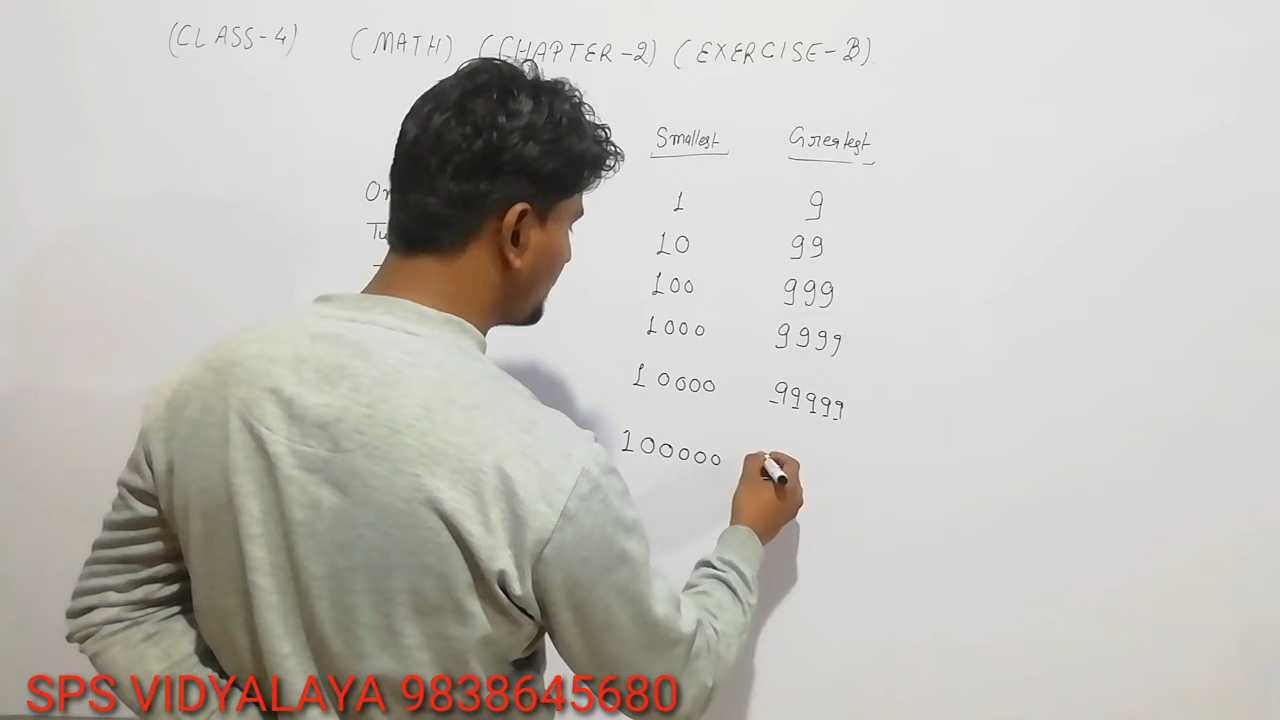 (CLASS-4) (MATH) (CHAPTER-2) (EXERCISE-B)
Smallest Greatest
1 9
10 99
100 999
1000 9999
10000 99999
100000
SPS VIDYALAYA 9838645680